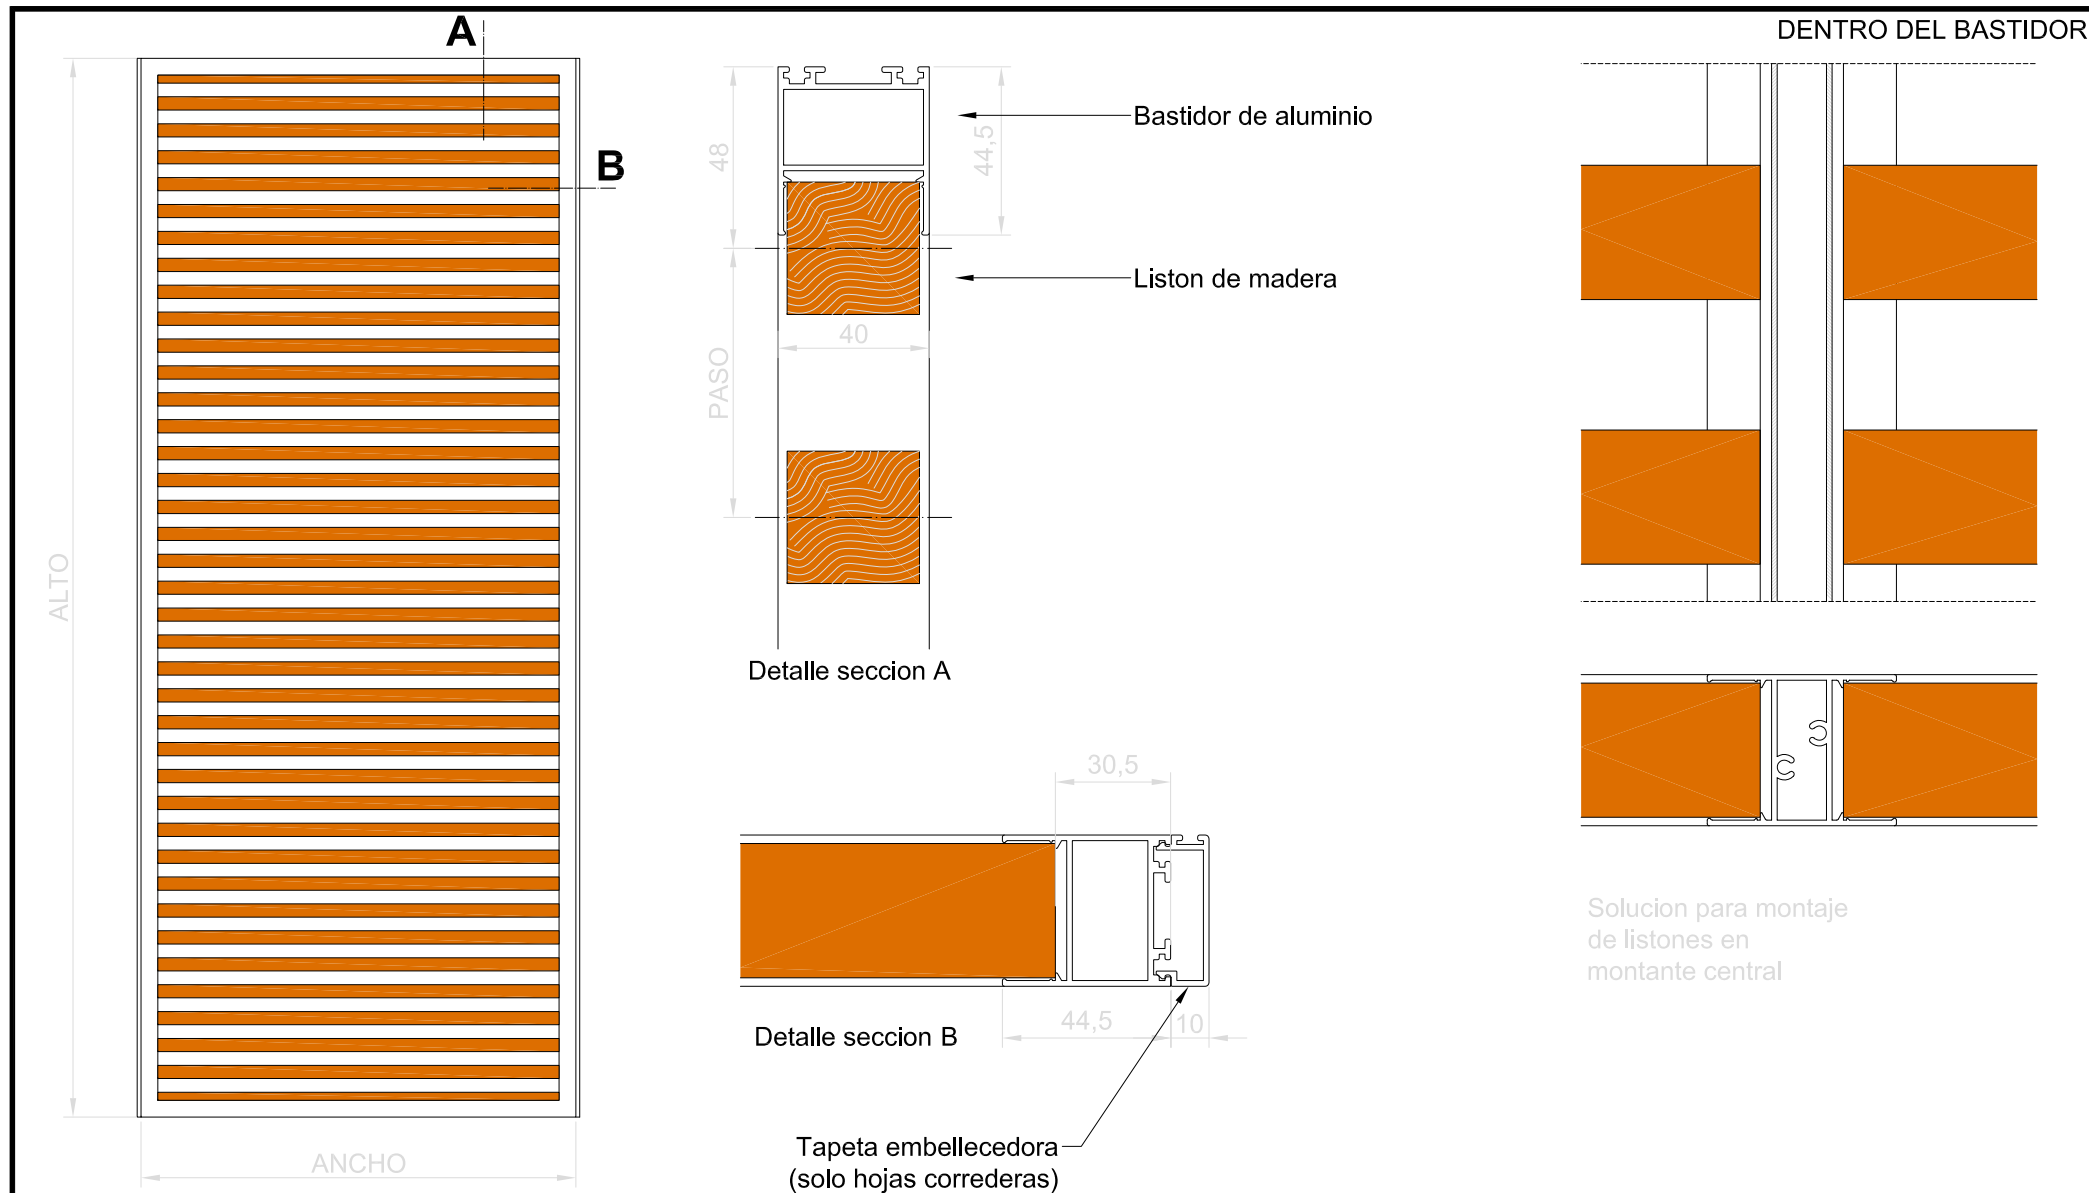 DENTRO DEL BASTIDOR
A
B
ALTO
ANCHO
48
44,5
Bastidor de aluminio
Liston de madera
40
PASO
Detalle seccion A
30,5
44,5
10
Detalle seccion B
Tapeta embellecedora
(solo hojas correderas)
Solucion para montaje
de listones en
montante central